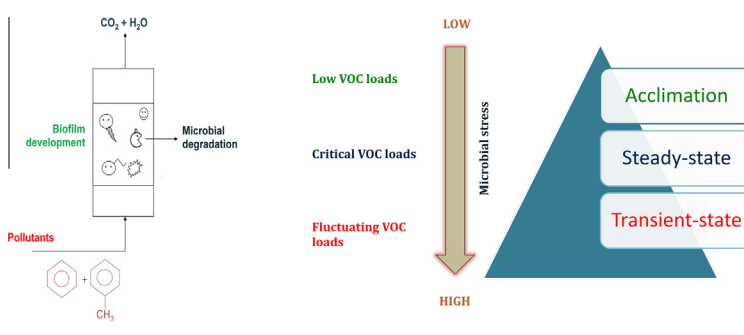 CO2 + H2O
Biofilm
development
Microbial
degradation
Pollutants
+
CH3
LOW
Low VOC loads
Critical VOC loads
Fluctuating VOC
loads
Microbial stress
HIGH
Acclimation
Steady-state
Transient-state